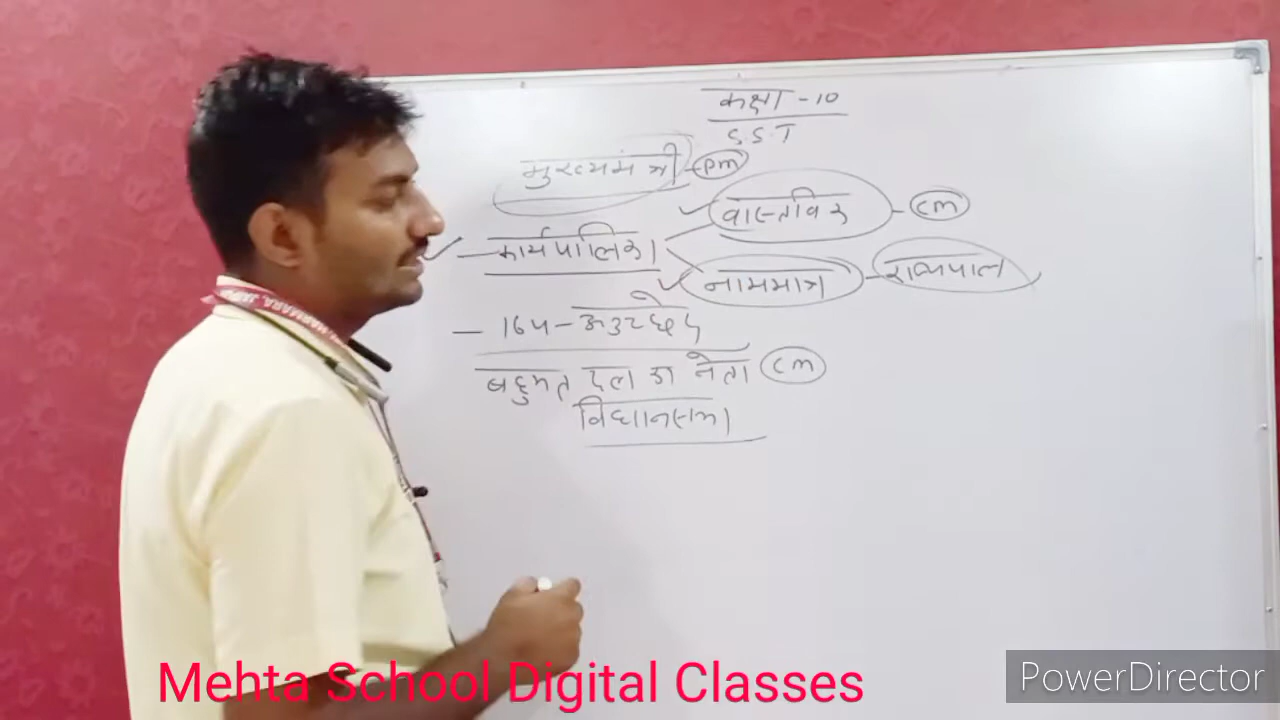 कक्षा - 10
S.S.T
मुख्यमंत्री - PM
वास्तविक - CM
कार्यपालिका
नाममात्र - राज्यपाल
- 164 - अनुच्छेद
बहुमत दल का नेता CM
विधानसभा
Mehta School Digital Classes
PowerDirector